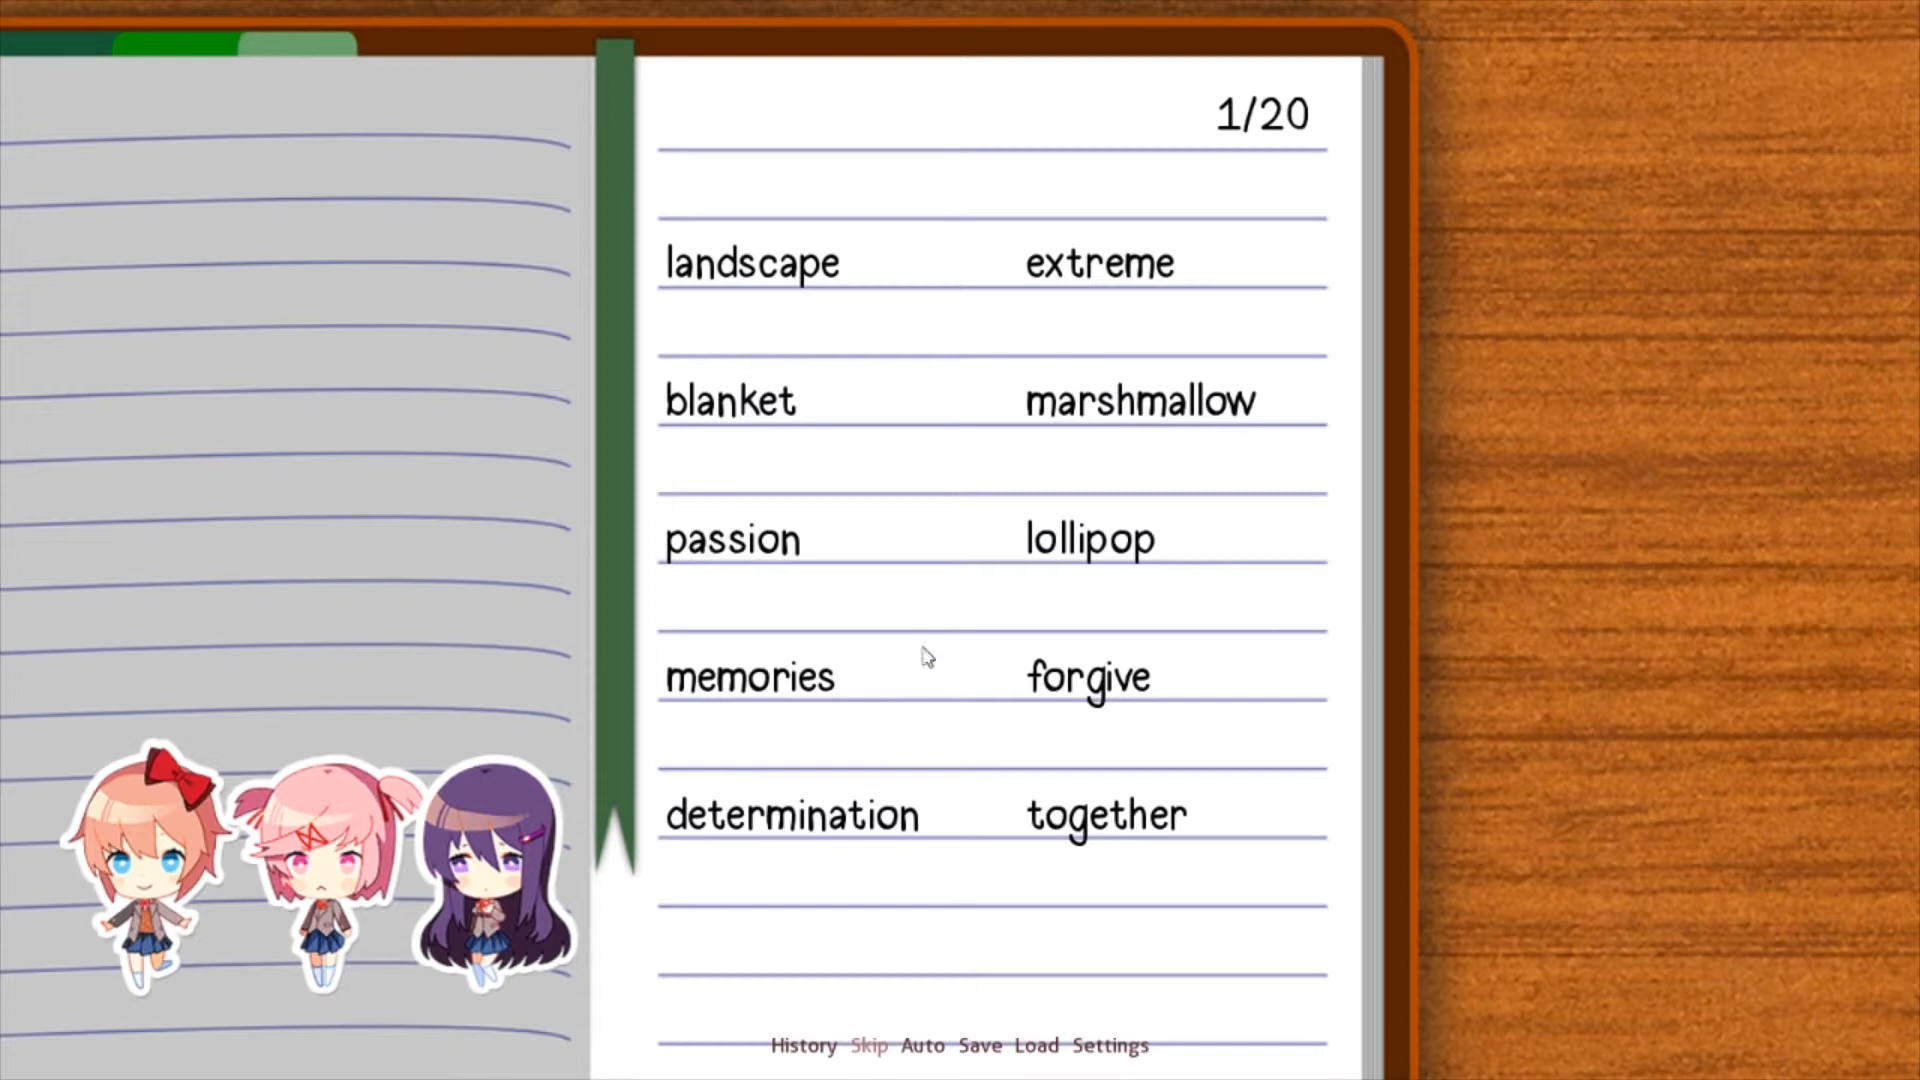 1/20
landscape extreme
blanket marshmallow
passion lollipop
memories forgive
determination together
History Skip Auto Save Load Settings